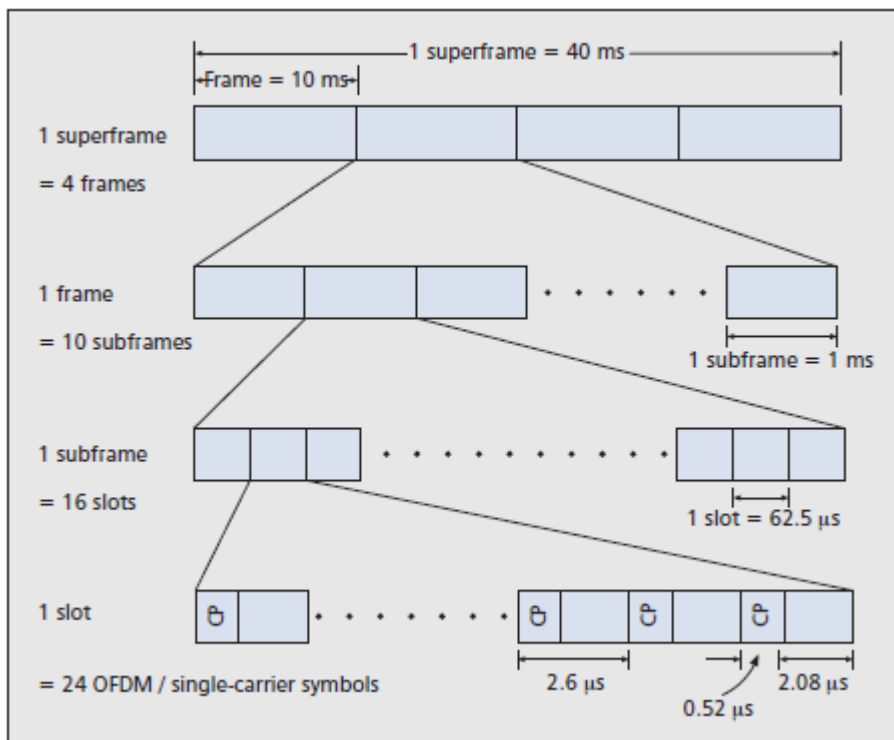 1 superframe = 40 ms
Frame = 10 ms
1 superframe
= 4 frames
1 frame
= 10 subframes
1 subframe = 1 ms
1 subframe
= 16 slots
1 slot = 62.5 μs
1 slot
CP
CP
CP
CP
= 24 OFDM / single-carrier symbols
2.6 μs
0.52 μs
2.08 μs